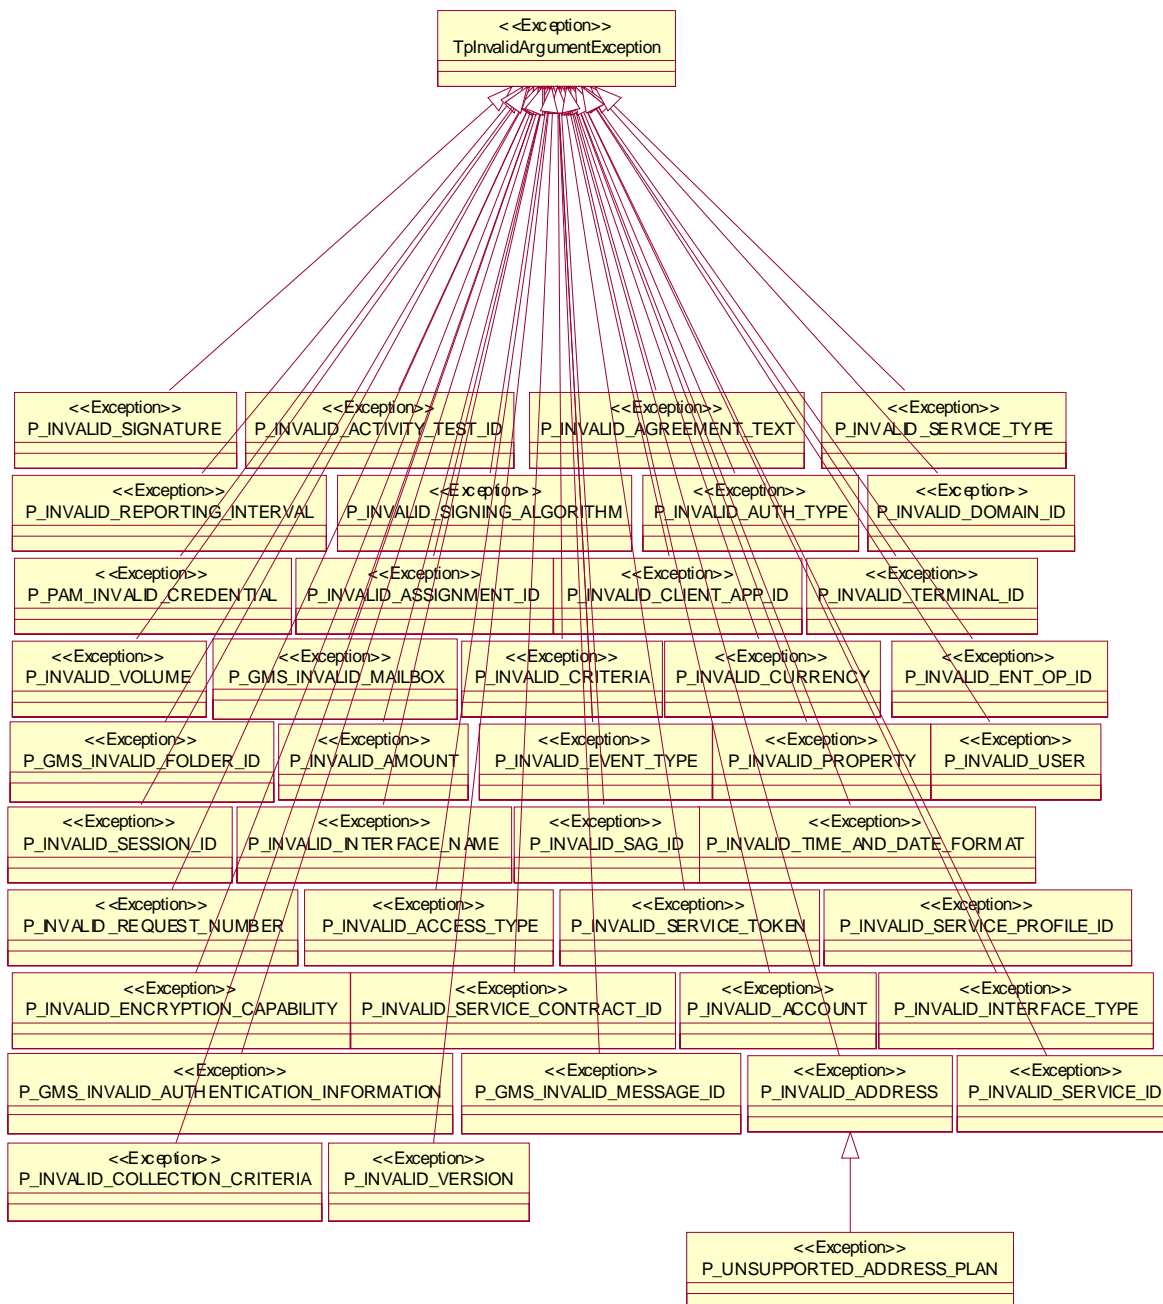 <<Exception>>
TpInvalidArgumentException
<<Exception>>
P_INVALID_SIGNATURE
<<Exception>>
P_INVALID_ACTIVITY_TEST_ID
<<Exception>>
P_INVALID_AGREEMENT_TEXT
<<Exception>>
P_INVALID_SERVICE_TYPE
<<Exception>>
P_INVALID_REPORTING_INTERVAL
<<Exception>>
P_INVALID_SIGNING_ALGORITHM
<<Exception>>
P_INVALID_AUTH_TYPE
<<Exception>>
P_INVALID_DOMAIN_ID
<<Exception>>
P_PAM_INVALID_CREDENTIAL
<<Exception>>
P_INVALID_ASSIGNMENT_ID
<<Exception>>
P_INVALID_CLIENT_APP_ID
<<Exception>>
P_INVALID_TERMINAL_ID
<<Exception>>
P_INVALID_VOLUME
<<Exception>>
P_GMS_INVALID_MAILBOX
<<Exception>>
P_INVALID_CRITERIA
<<Exception>>
P_INVALID_CURRENCY
<<Exception>>
P_INVALID_ENT_OP_ID
<<Exception>>
P_GMS_INVALID_FOLDER_ID
<<Exception>>
P_INVALID_AMOUNT
<<Exception>>
P_INVALID_EVENT_TYPE
<<Exception>>
P_INVALID_PROPERTY
<<Exception>>
P_INVALID_USER
<<Exception>>
P_INVALID_SESSION_ID
<<Exception>>
P_INVALID_INTERFACE_NAME
<<Exception>>
P_INVALID_SAG_ID
<<Exception>>
P_INVALID_TIME_AND_DATE_FORMAT
<<Exception>>
P_INVALID_REQUEST_NUMBER
<<Exception>>
P_INVALID_ACCESS_TYPE
<<Exception>>
P_INVALID_SERVICE_TOKEN
<<Exception>>
P_INVALID_SERVICE_PROFILE_ID
<<Exception>>
P_INVALID_ENCRYPTION_CAPABILITY
<<Exception>>
P_INVALID_SERVICE_CONTRACT_ID
<<Exception>>
P_INVALID_ACCOUNT
<<Exception>>
P_INVALID_INTERFACE_TYPE
<<Exception>>
P_GMS_INVALID_AUTHENTICATION_INFORMATION
<<Exception>>
P_GMS_INVALID_MESSAGE_ID
<<Exception>>
P_INVALID_ADDRESS
<<Exception>>
P_INVALID_SERVICE_ID
<<Exception>>
P_INVALID_COLLECTION_CRITERIA
<<Exception>>
P_INVALID_VERSION
<<Exception>>
P_UNSUPPORTED_ADDRESS_PLAN